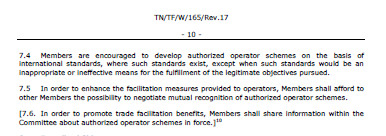 TN/TF/W/165/Rev.17
- 10 -
7.4 Members are encouraged to develop authorized operator schemes on the basis of
international standards, where such standards exist, except when such standards would be an
inappropriate or ineffective means for the fulfillment of the legitimate objectives pursued.
7.5 In order to enhance the facilitation measures provided to operators, Members shall afford to
other Members the possibility to negotiate mutual recognition of authorized operator schemes.
[7.6. In order to promote trade facilitation benefits, Members shall share information within the
Committee about authorized operator schemes in force.]¹⁰